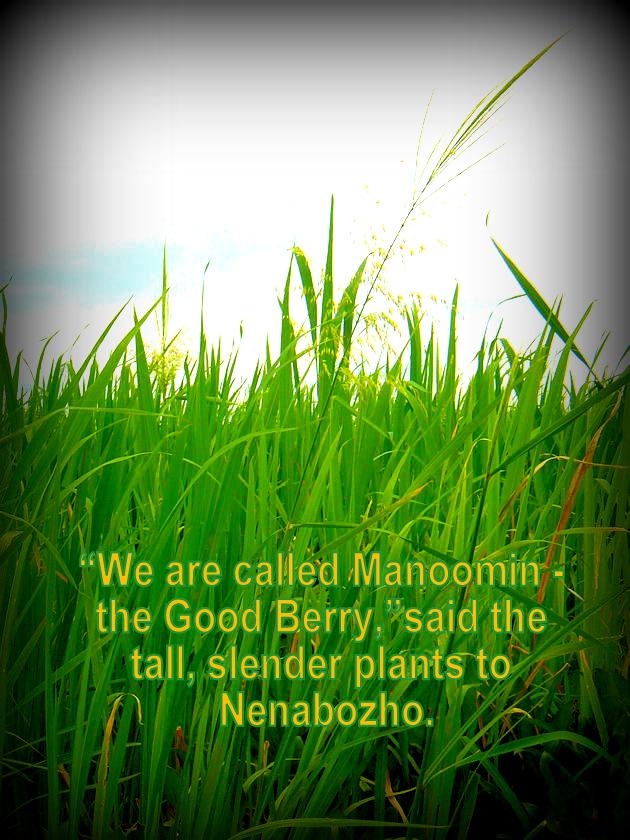 “We are called Manoomin -
the Good Berry,”said the
tall, slender plants to
Nenabozho.